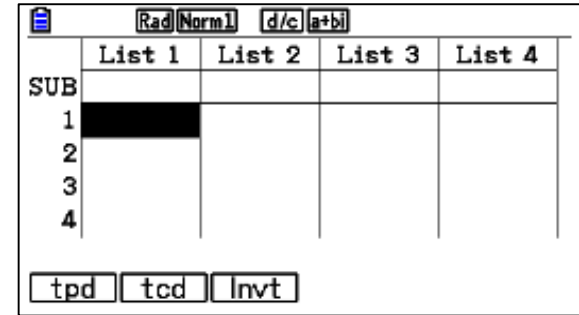 Rad Norm1 d/c a+bi
List 1 List 2 List 3 List 4
SUB
1
2
3
4
tpd tcd Invt